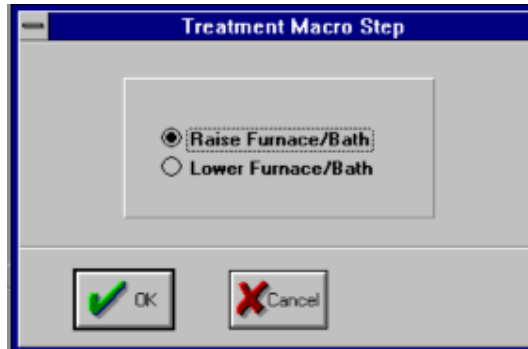 Treatment Macro Step
Raise Furnace/Bath
Lower Furnace/Bath
OK
Cancel